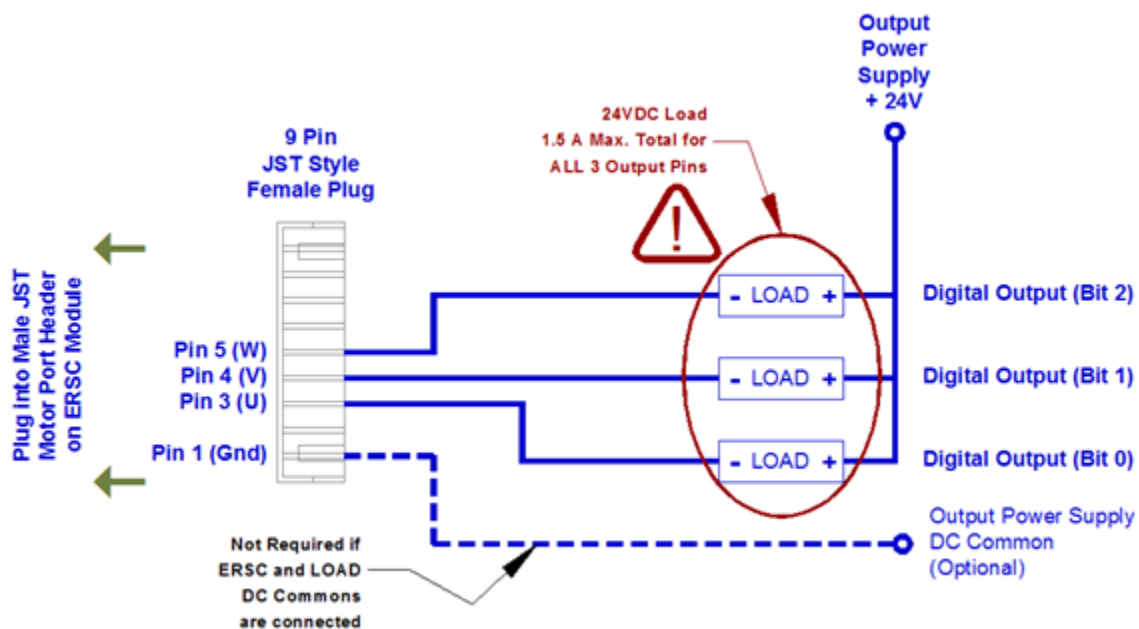 Output
Power
Supply
+ 24V
24VDC Load
1.5 A Max. Total for
ALL 3 Output Pins
9 Pin
JST Style
Female Plug
!
Plug into Male JST
Motor Port Header
on ERSC Module
- LOAD +
Digital Output (Bit 2)
Pin 5 (W)
Pin 4 (V)
- LOAD +
Digital Output (Bit 1)
Pin 3 (U)
Pin 1 (Gnd)
- LOAD +
Digital Output (Bit 0)
Output Power Supply
DC Common
(Optional)
Not Required if
ERSC and LOAD
DC Commons
are connected